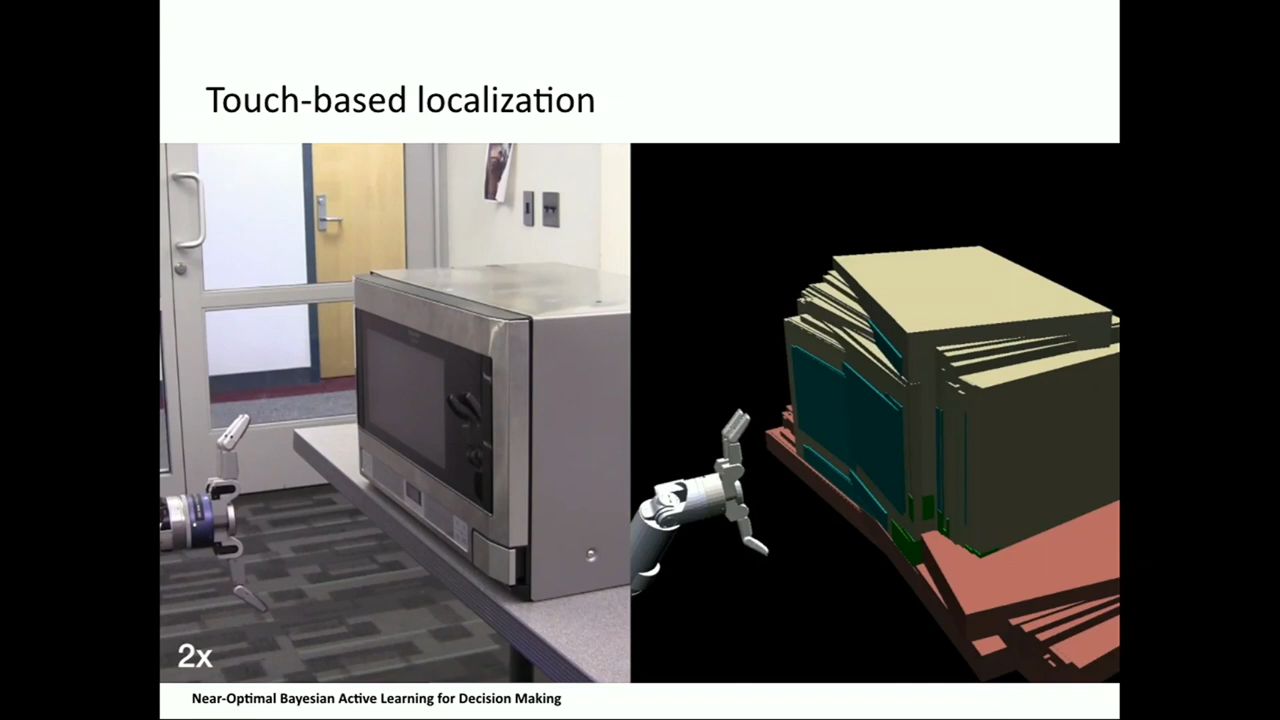 Touch-based localization
2x
Near-Optimal Bayesian Active Learning for Decision Making